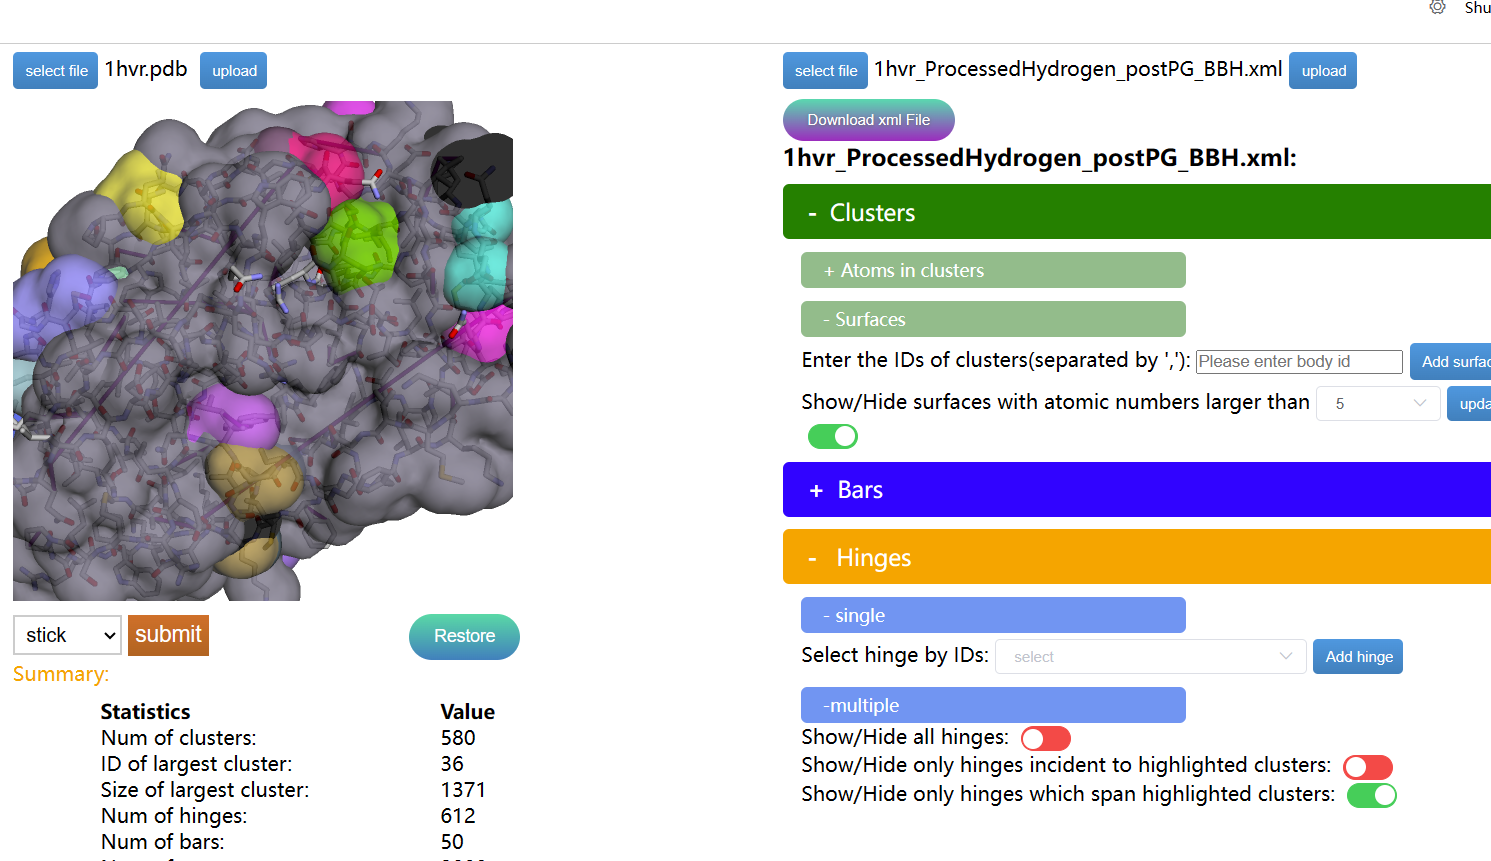 Shu
select file 1hvr.pdb upload
select file 1hvr_ProcessedHydrogen_postPG_BBH.xml upload
Download xml File
1hvr_ProcessedHydrogen_postPG_BBH.xml:
- Clusters
+ Atoms in clusters
- Surfaces
Enter the IDs of clusters(separated by ','): Please enter body id Add surfac
Show/Hide surfaces with atomic numbers larger than 5 upda
+ Bars
- Hinges
- single
Select hinge by IDs: select Add hinge
-multiple
Show/Hide all hinges:
Show/Hide only hinges incident to highlighted clusters:
Show/Hide only hinges which span highlighted clusters:
stick submit Restore
Summary:
Statistics Value
Num of clusters: 580
ID of largest cluster: 36
Size of largest cluster: 1371
Num of hinges: 612
Num of bars: 50